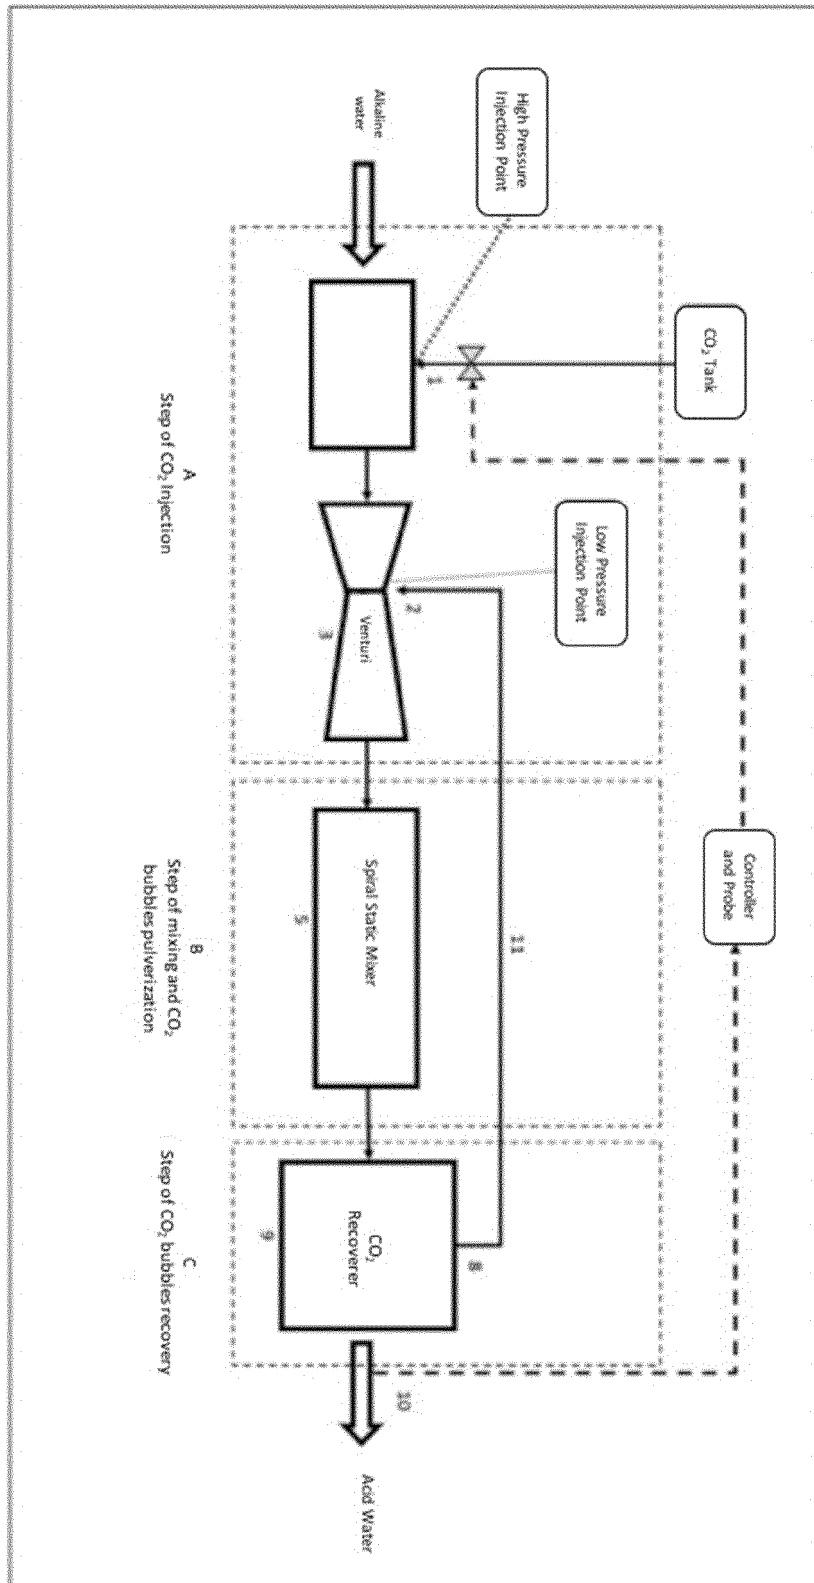 CO₂ Tank
Controller
and Probe
High Pressure
Injection Point
Low Pressure
Injection Point
1
2
11
8
10
Alkaline
water
Venturi
3
Spiral Static Mixer
5
CO₂
Recoverer
9
Acid Water
A
Step of CO₂ Injection
B
Step of mixing and CO₂
bubbles pulverization
C
Step of CO₂ bubbles recovery